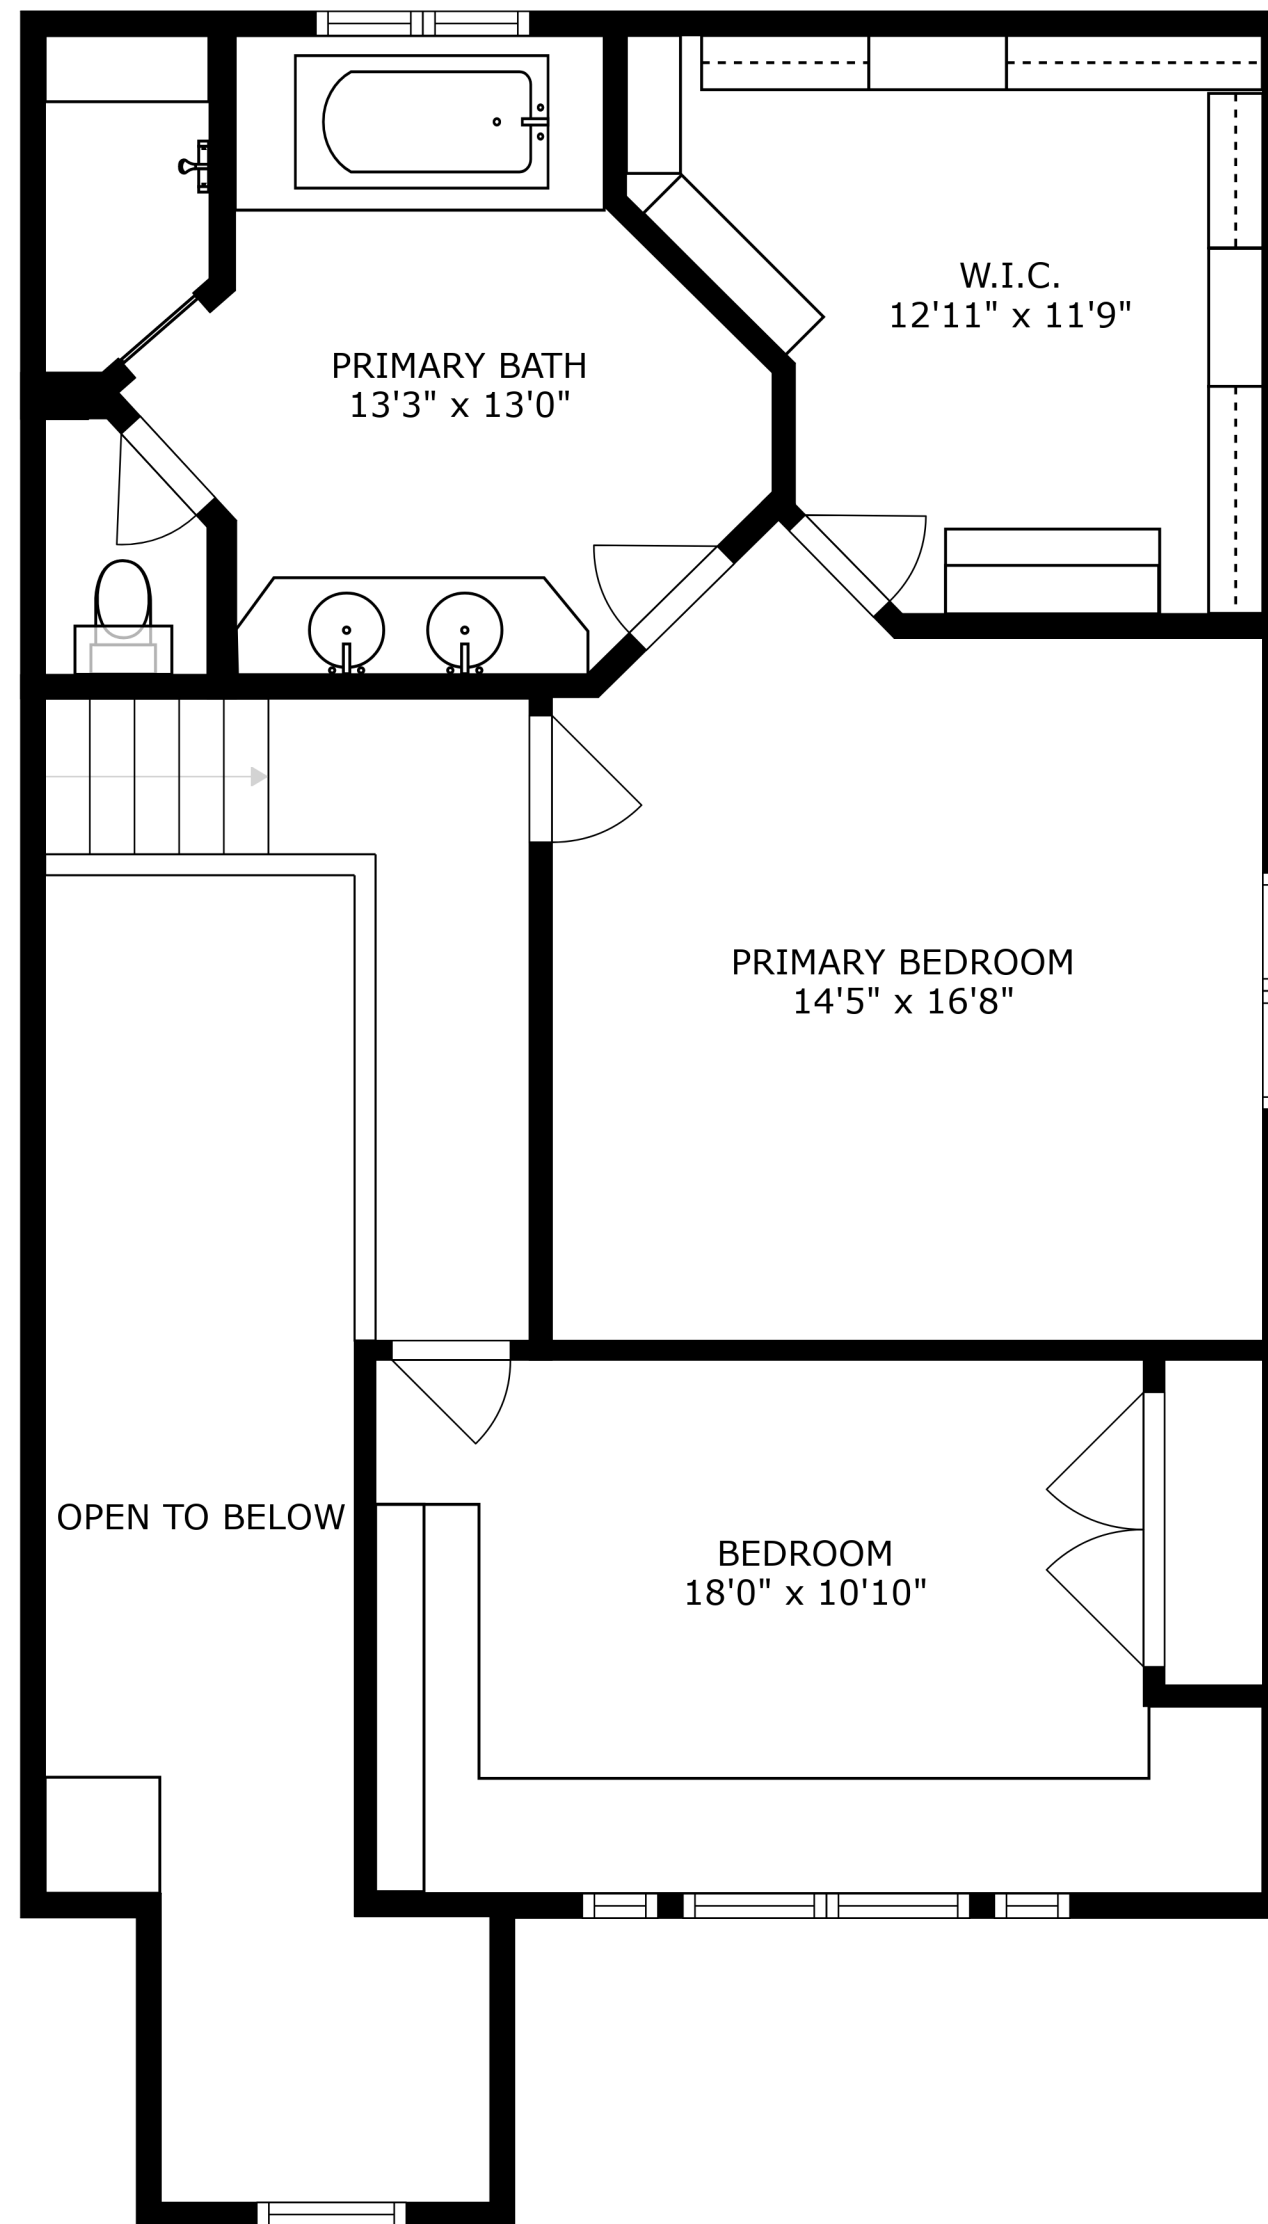 W.I.C.
12'11" x 11'9"
PRIMARY BATH
13'3" x 13'0"
PRIMARY BEDROOM
14'5" x 16'8"
OPEN TO BELOW
BEDROOM
18'0" x 10'10"